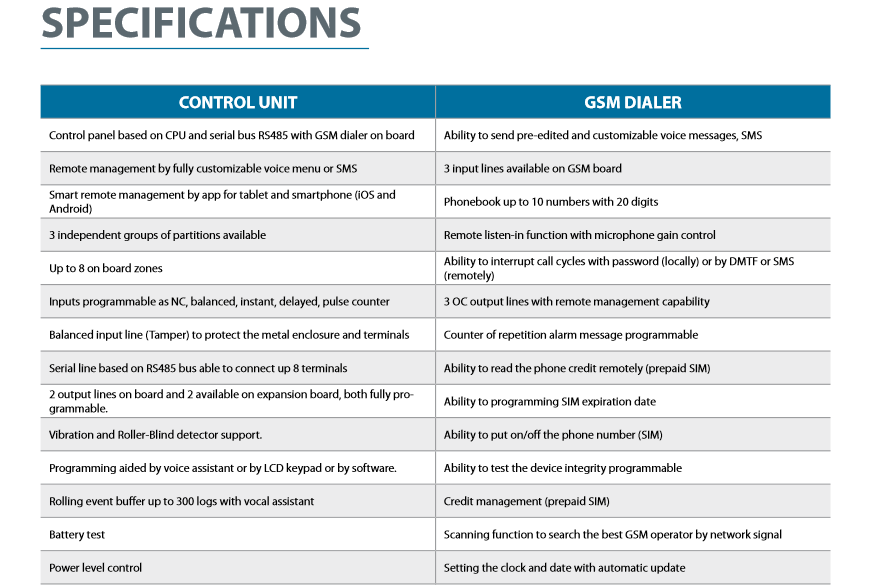 SPECIFICATIONS
CONTROL UNIT
GSM DIALER
Control panel based on CPU and serial bus RS485 with GSM dialer on board
Ability to send pre-edited and customizable voice messages, SMS
Remote management by fully customizable voice menu or SMS
3 input lines available on GSM board
Smart remote management by app for tablet and smartphone (iOS and
Android)
Phonebook up to 10 numbers with 20 digits
3 independent groups of partitions available
Remote listen-in function with microphone gain control
Up to 8 on board zones
Ability to interrupt call cycles with password (locally) or by DMTF or SMS
(remotely)
Inputs programmable as NC, balanced, instant, delayed, pulse counter
3 OC output lines with remote management capability
Balanced input line (Tamper) to protect the metal enclosure and terminals
Counter of repetition alarm message programmable
Serial line based on RS485 bus able to connect up 8 terminals
Ability to read the phone credit remotely (prepaid SIM)
2 output lines on board and 2 available on expansion board, both fully pro-
grammable.
Ability to programming SIM expiration date
Vibration and Roller-Blind detector support.
Ability to put on/off the phone number (SIM)
Programming aided by voice assistant or by LCD keypad or by software.
Ability to test the device integrity programmable
Rolling event buffer up to 300 logs with vocal assistant
Credit management (prepaid SIM)
Battery test
Scanning function to search the best GSM operator by network signal
Power level control
Setting the clock and date with automatic update